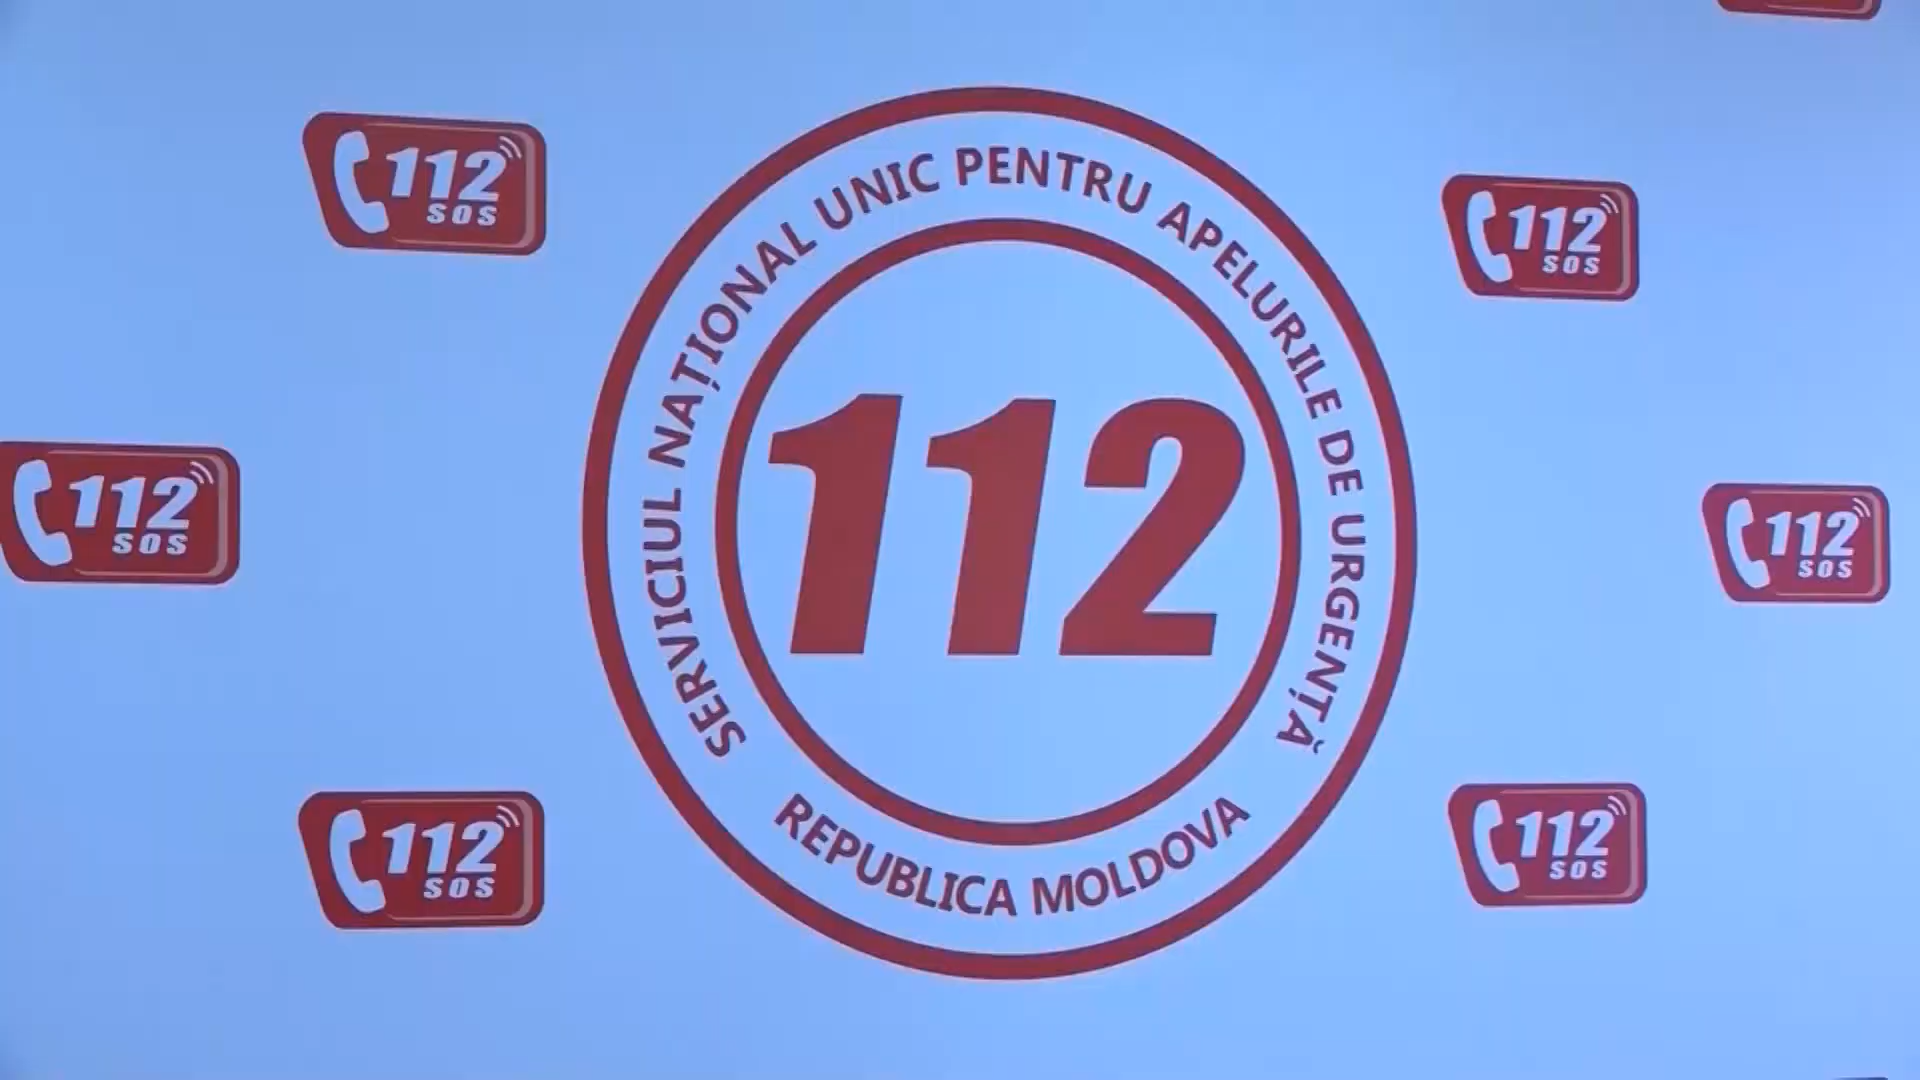 112
SOS
112
SOS
SERVICIUL NAȚIONAL UNIC PENTRU APELURILE DE URGENȚĂ
112
REPUBLICA MOLDOVA
112
SOS
112
SOS
112
SOS
112
SOS